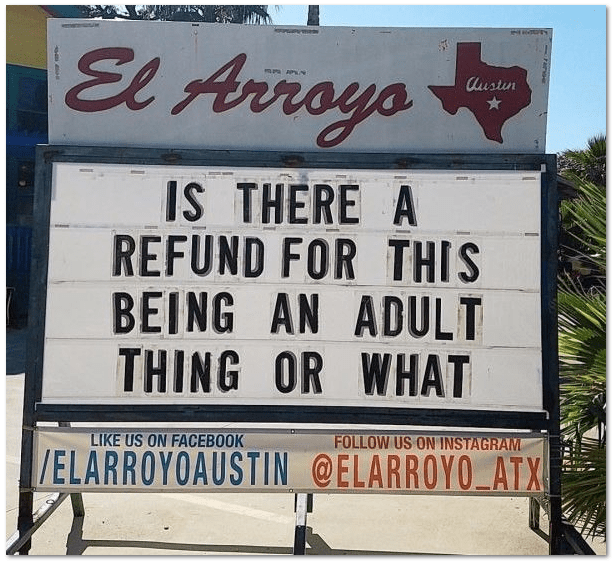 El Arroyo
Austin
IS THERE A
REFUND FOR THIS
BEING AN ADULT
THING OR WHAT
LIKE US ON FACEBOOK
/ELARROYOAUSTIN
FOLLOW US ON INSTAGRAM
@ELARROYO_ATX